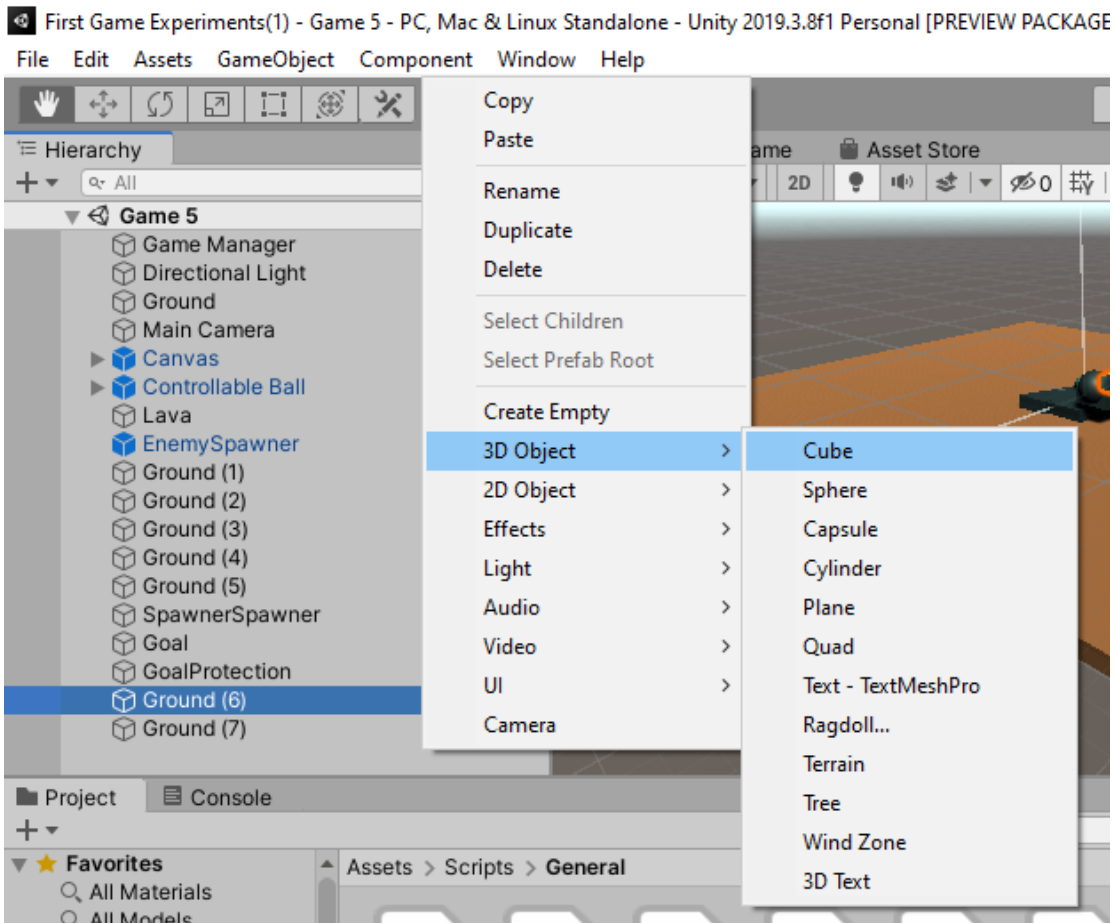 First Game Experiments(1) - Game 5 - PC, Mac & Linux Standalone - Unity 2019.3.8f1 Personal [PREVIEW PACKAGE
File Edit Assets GameObject Component Window Help
Hierarchy
All
Game 5
Game Manager
Directional Light
Ground
Main Camera
Canvas
Controllable Ball
Lava
EnemySpawner
Ground (1)
Ground (2)
Ground (3)
Ground (4)
Ground (5)
SpawnerSpawner
Goal
GoalProtection
Ground (6)
Ground (7)
Copy
Paste
Rename
Duplicate
Delete
Select Children
Select Prefab Root
Create Empty
3D Object
2D Object
Effects
Light
Audio
Video
UI
Camera
Cube
Sphere
Capsule
Cylinder
Plane
Quad
Text - TextMeshPro
Ragdoll...
Terrain
Tree
Wind Zone
3D Text
ame Asset Store
2D 0
Project Console
Favorites
All Materials
All Models
Assets > Scripts > General